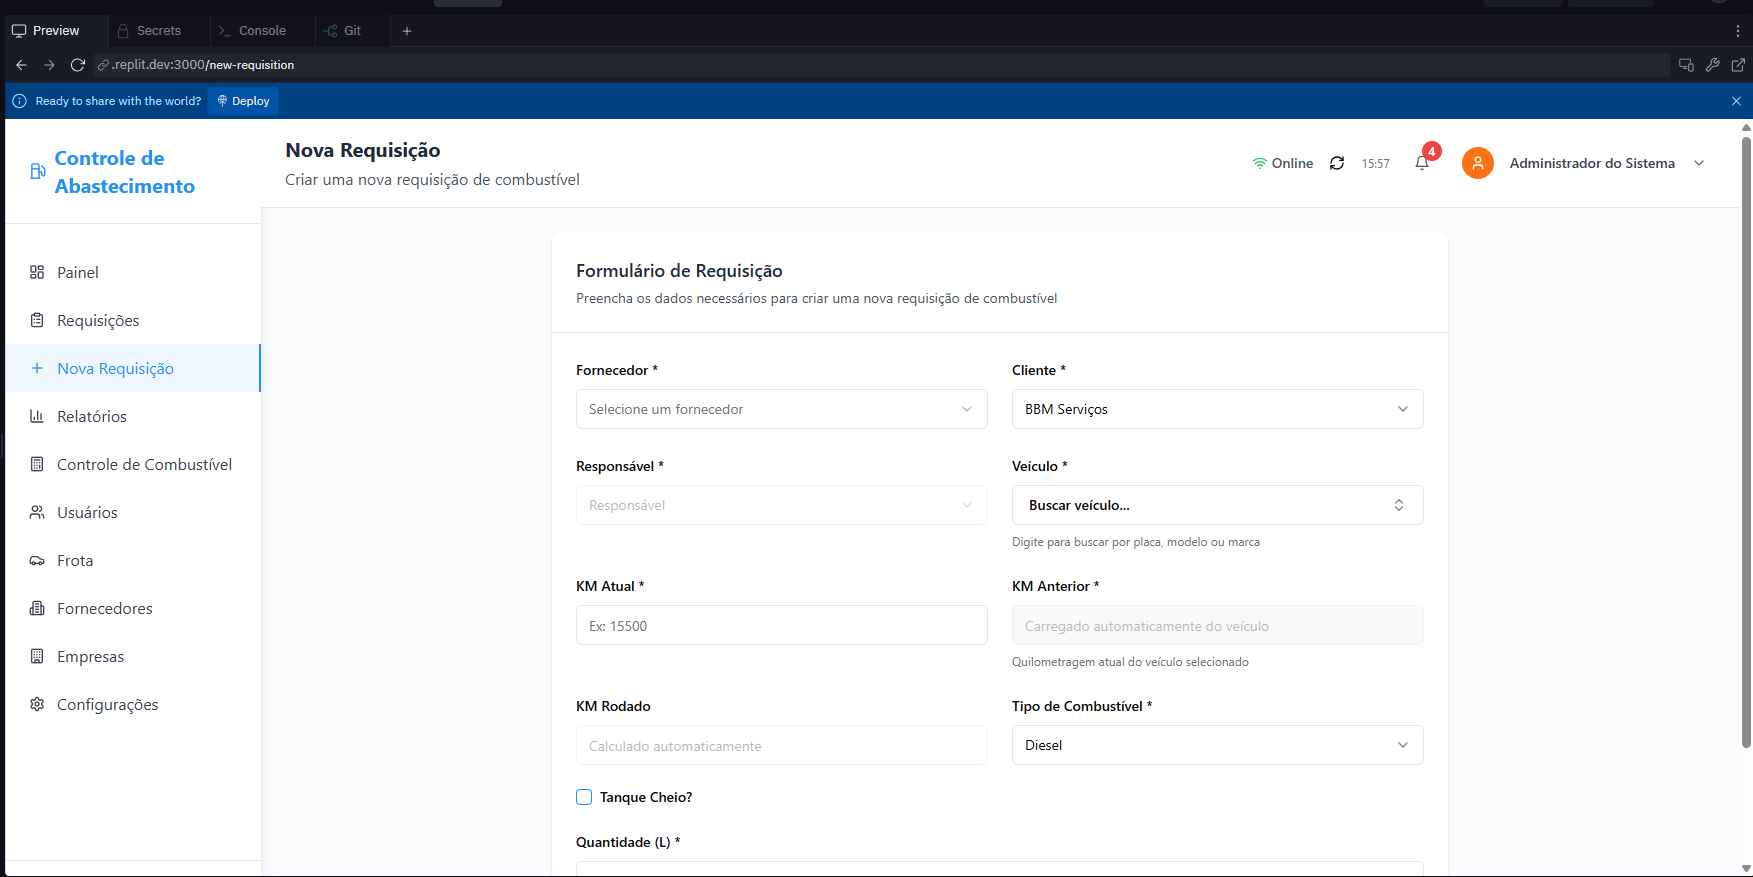 Preview
Secrets
Console
Git
.replit.dev:3000/new-requisition
Ready to share with the world?
Deploy
Controle de
Abastecimento
Nova Requisição
Criar uma nova requisição de combustível
Online
15:57
4
Administrador do Sistema
Painel
Requisições
Nova Requisição
Relatórios
Controle de Combustível
Usuários
Frota
Fornecedores
Empresas
Configurações
Formulário de Requisição
Preencha os dados necessários para criar uma nova requisição de combustível
Fornecedor *
Cliente *
Selecione um fornecedor
BBM Serviços
Responsável *
Veículo *
Responsável
Buscar veículo...
Digite para buscar por placa, modelo ou marca
KM Atual *
KM Anterior *
Ex: 15500
Carregado automaticamente do veículo
Quilometragem atual do veículo selecionado
KM Rodado
Tipo de Combustível *
Calculado automaticamente
Diesel
Tanque Cheio?
Quantidade (L) *